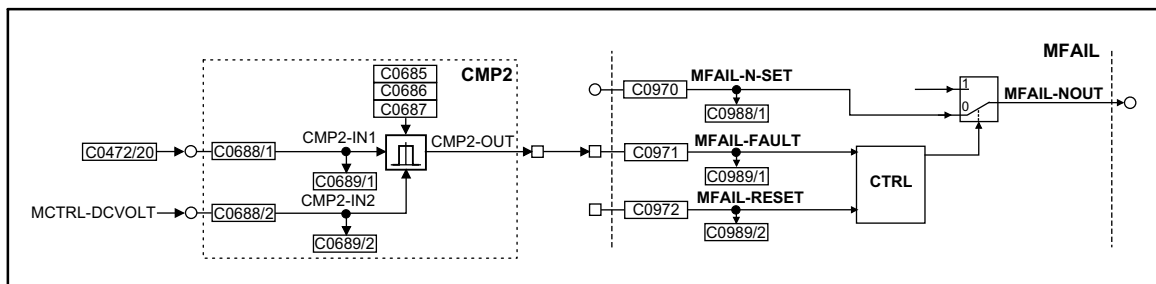 CMP2
C0685
C0686
C0687
C0472/20
C0688/1
CMP2-IN1
CMP2-OUT
C0689/1
MCTRL-DCVOLT
C0688/2
CMP2-IN2
C0689/2
MFAIL
C0970
MFAIL-N-SET
C0988/1
1
0
MFAIL-NOUT
C0971
MFAIL-FAULT
C0989/1
CTRL
C0972
MFAIL-RESET
C0989/2